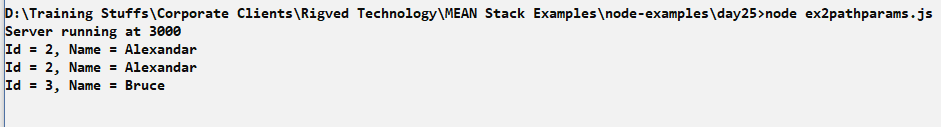 D:\Training Stuffs\Corporate Clients\Rigved Technology\MEAN Stack Examples\node-examples\day25>node ex2pathparams.js
Server running at 3000
Id = 2, Name = Alexandar
Id = 2, Name = Alexandar
Id = 3, Name = Bruce